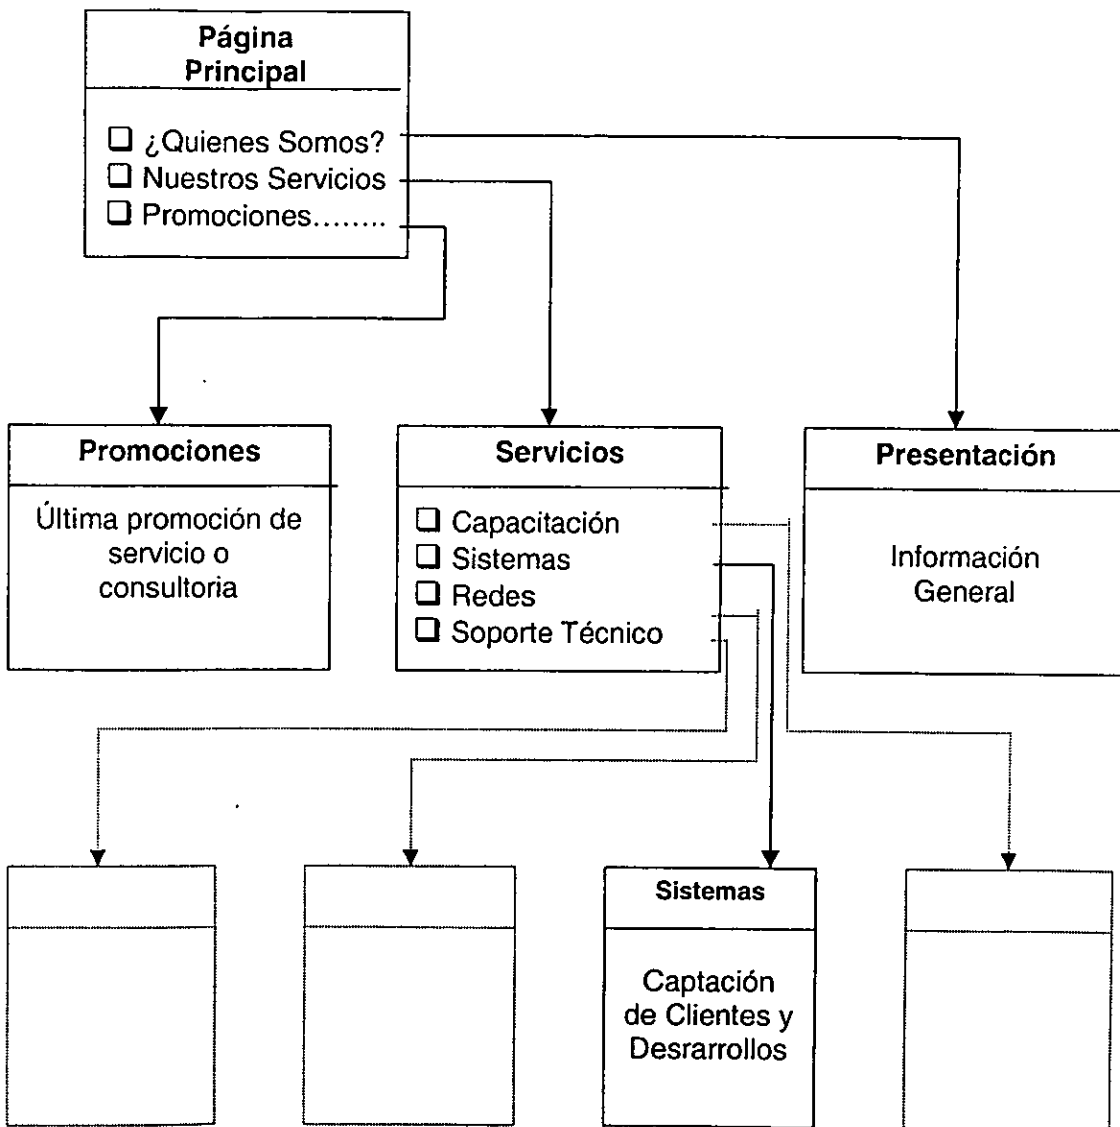 Página
Principal
❑ ¿Quienes Somos?
❑ Nuestros Servicios
❑ Promociones........
Promociones
Última promoción de
servicio o
consultoria
Servicios
❑ Capacitación
❑ Sistemas
❑ Redes
❑ Soporte Técnico
Presentación
Información
General
Sistemas
Captación
de Clientes y
Desrarrollos